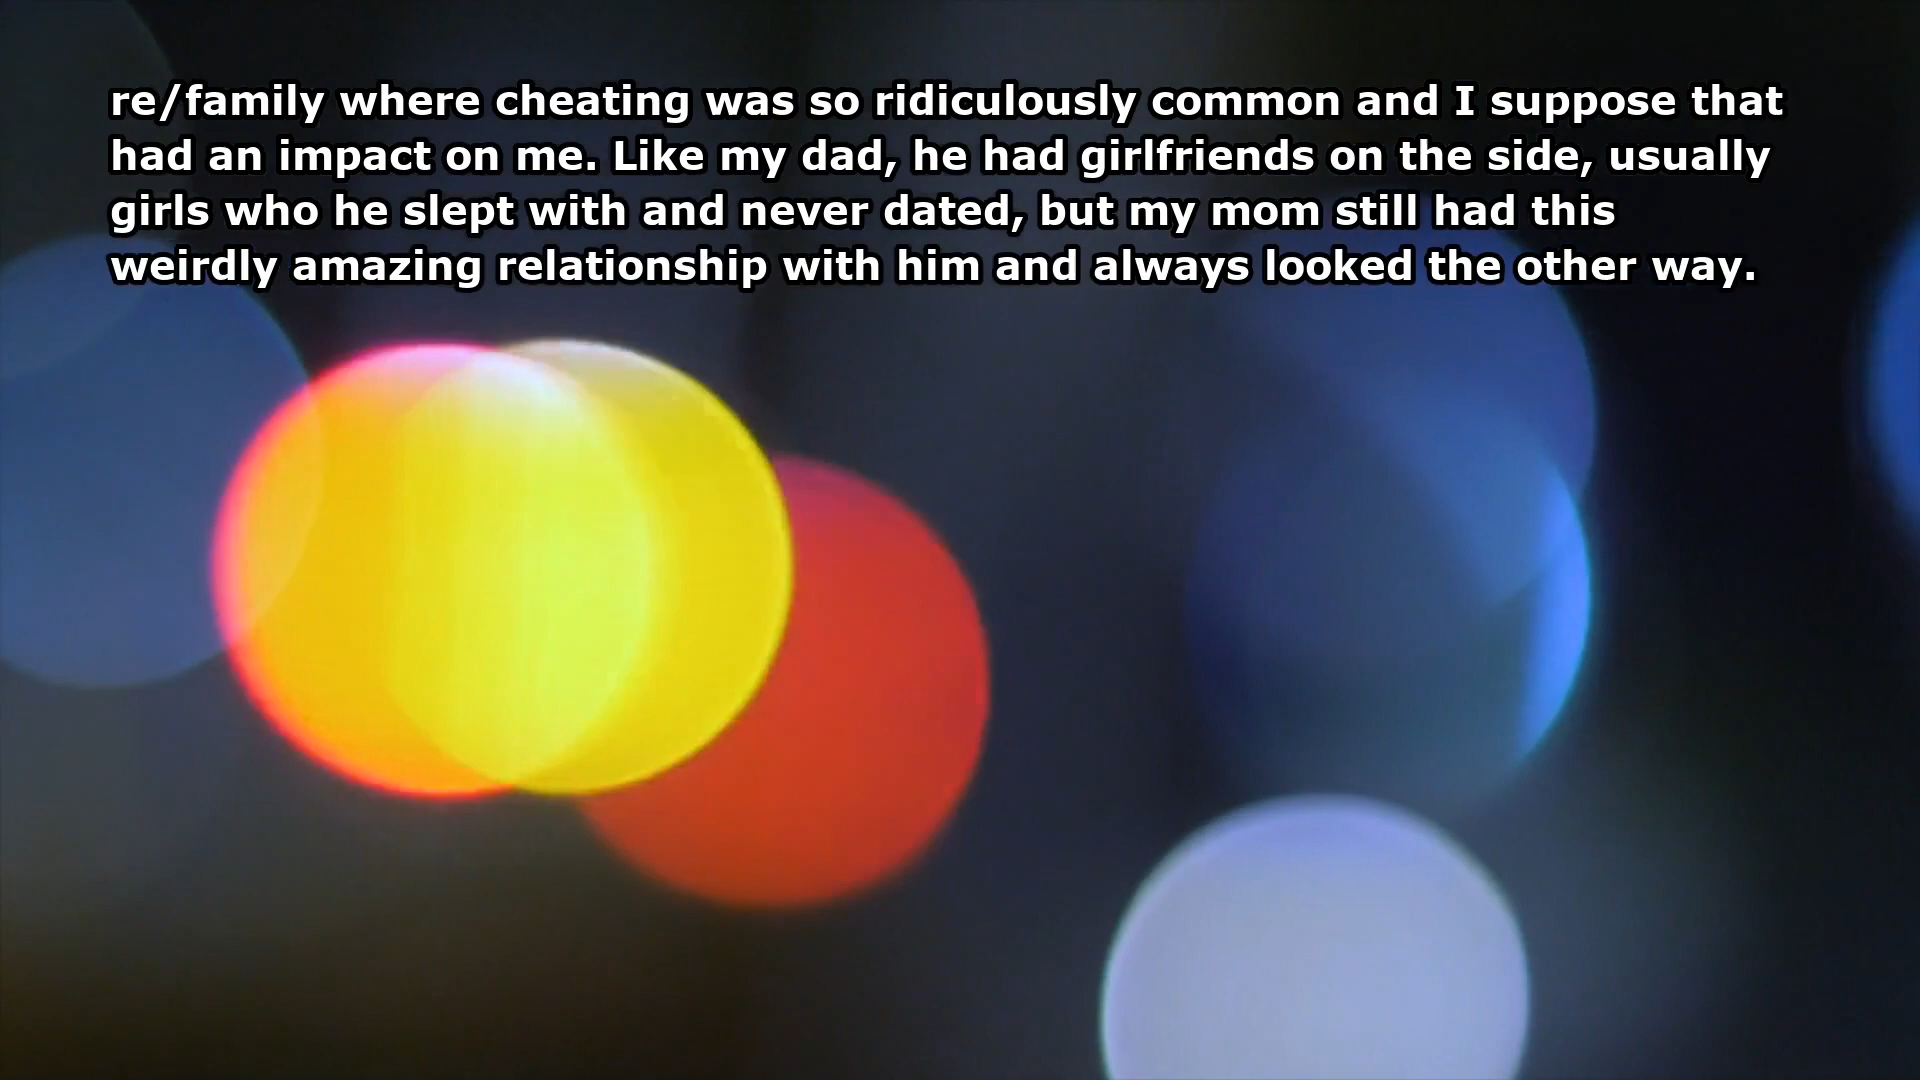 re/family where cheating was so ridiculously common and I suppose that
had an impact on me. Like my dad, he had girlfriends on the side, usually
girls who he slept with and never dated, but my mom still had this
weirdly amazing relationship with him and always looked the other way.